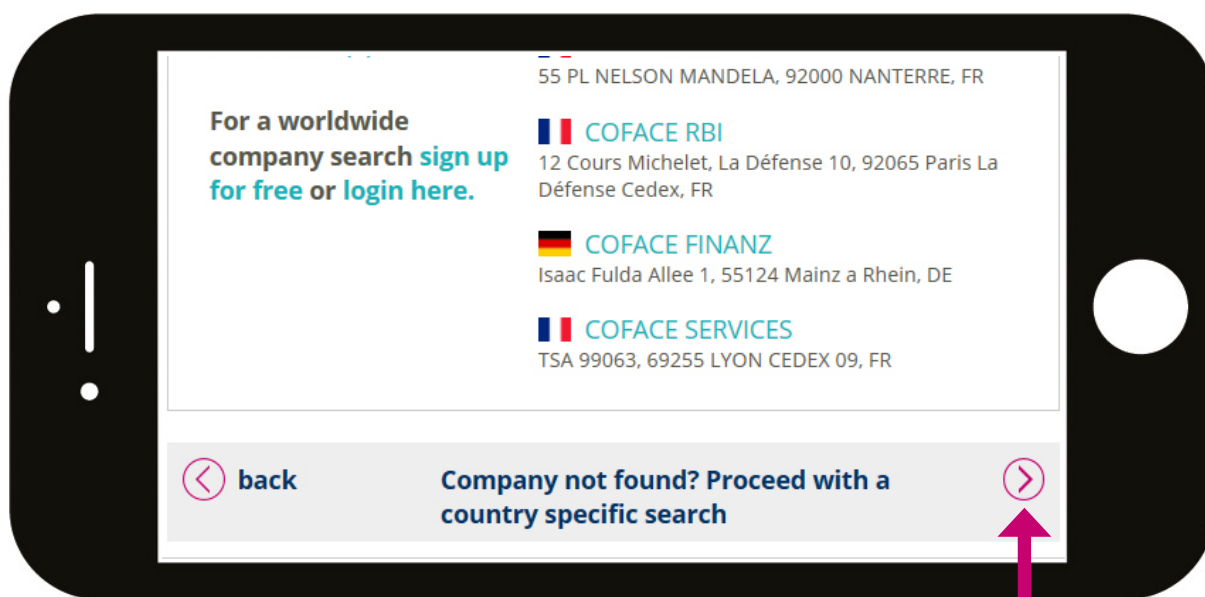 For a worldwide
company search sign up
for free or login here.
55 PL NELSON MANDELA, 92000 NANTERRE, FR
COFACE RBI
12 Cours Michelet, La Défense 10, 92065 Paris La
Défense Cedex, FR
COFACE FINANZ
Isaac Fulda Allee 1, 55124 Mainz a Rhein, DE
COFACE SERVICES
TSA 99063, 69255 LYON CEDEX 09, FR
back
Company not found? Proceed with a
country specific search